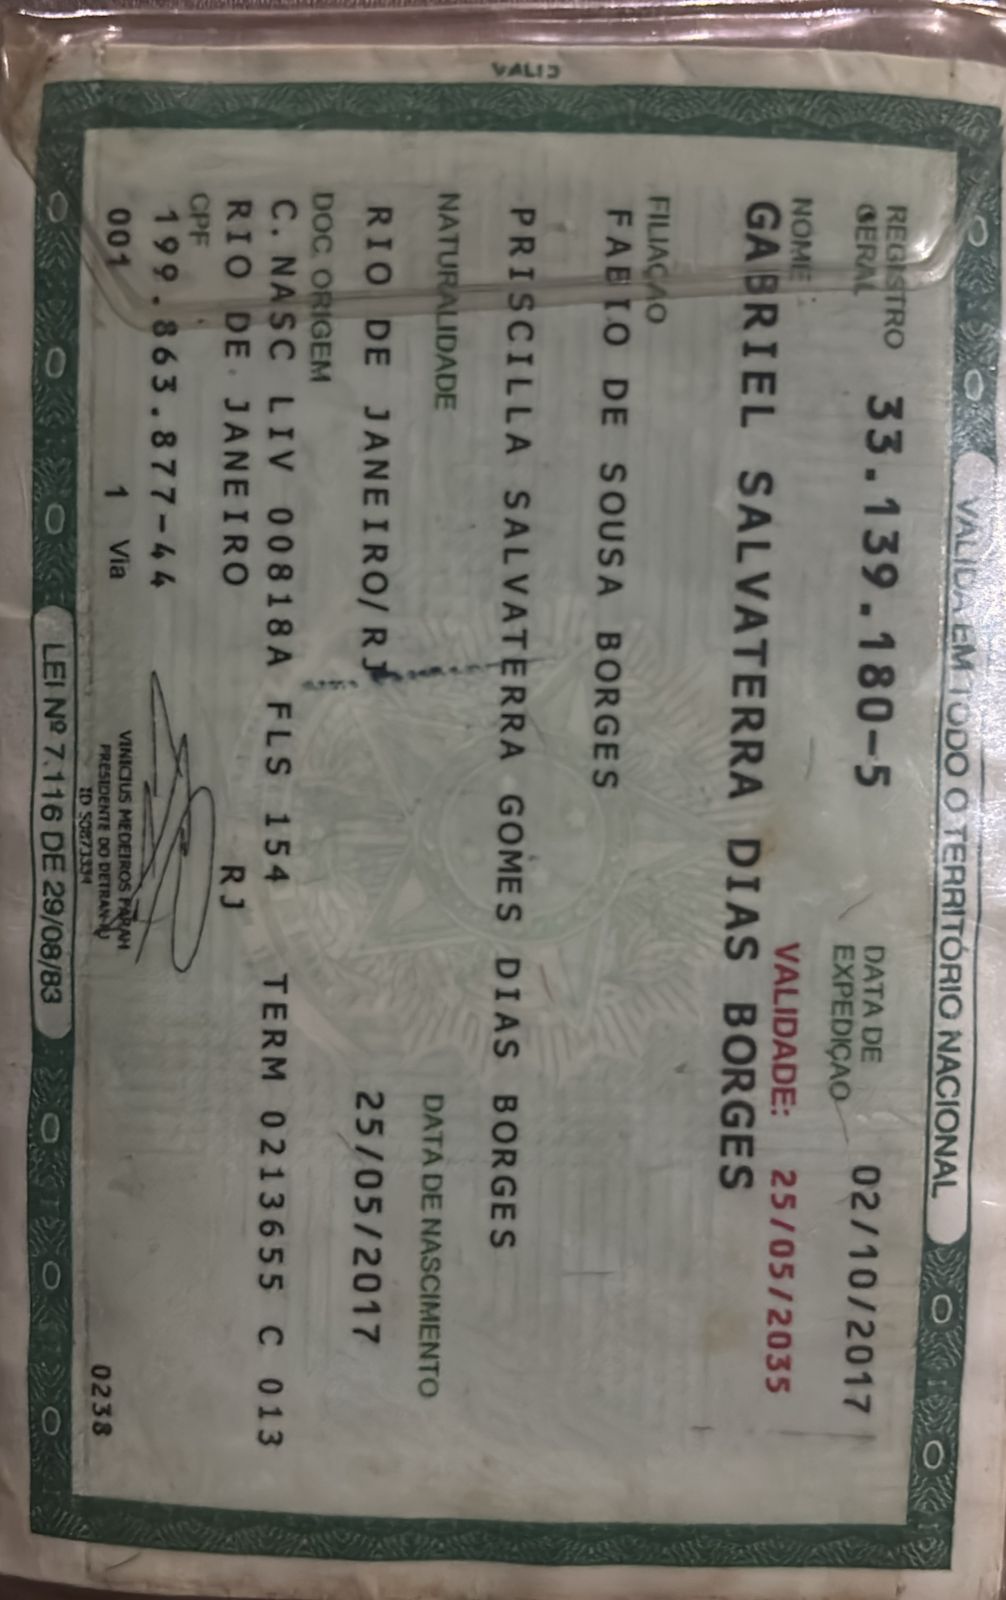 VALID
VALIDA EM TODO O TERRITÓRIO NACIONAL
REGISTRO GERAL 33.139.180-5 DATA DE EXPEDIÇÃO 02/10/2017
VALIDADE: 25/05/2035
NOME
GABRIEL SALVATERRA DIAS BORGES
FILIAÇÃO
FABIO DE SOUSA BORGES
PRISCILLA SALVATERRA GOMES DIAS BORGES
NATURALIDADE DATA DE NASCIMENTO
RIO DE JANEIRO/RJ 25/05/2017
DOC. ORIGEM
C. NASC LIV 00818A FLS 154 TERM 0213655 C 013
RIO DE JANEIRO RJ
CPF
199.863.877-44
001 1 Via 0238
VINICIUS MEDEIROS FARAH
PRESIDENTE DO DETRAN-RJ
LEI Nº 7.116 DE 29/08/83